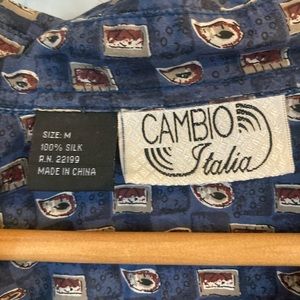 SIZE: M
100% SILK
R.N. 22199
MADE IN CHINA
CAMBIO
Italia